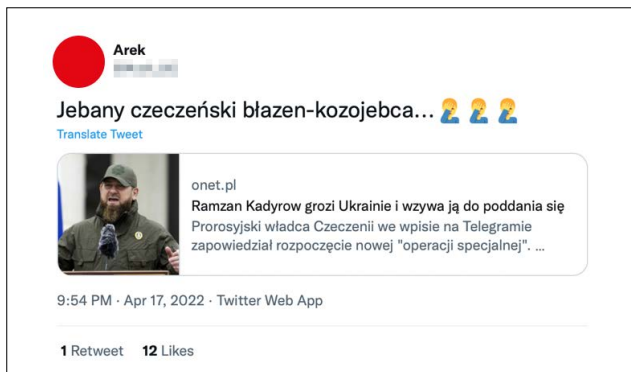 Arek
Jebany czeczeński błazen-kozojebca...🤦🤦🤦
Translate Tweet
onet.pl
Ramzan Kadyrow grozi Ukrainie i wzywa ją do poddania się
Prorosyjski władca Czeczenii we wpisie na Telegramie
zapowiedział rozpoczęcie nowej "operacji specjalnej". ...
9:54 PM · Apr 17, 2022 · Twitter Web App
1 Retweet 12 Likes